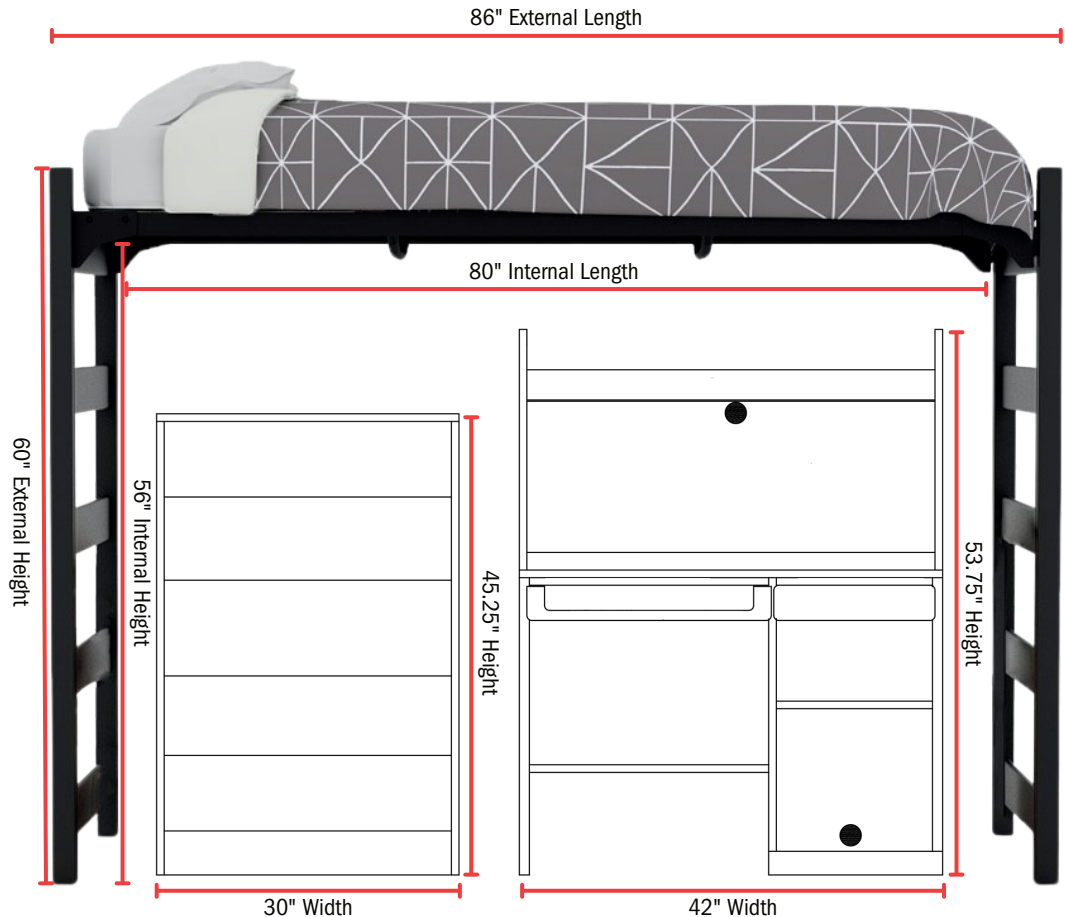 86" External Length
80" Internal Length
60" External Height
56" Internal Height
45.25" Height
53.75" Height
30" Width
42" Width